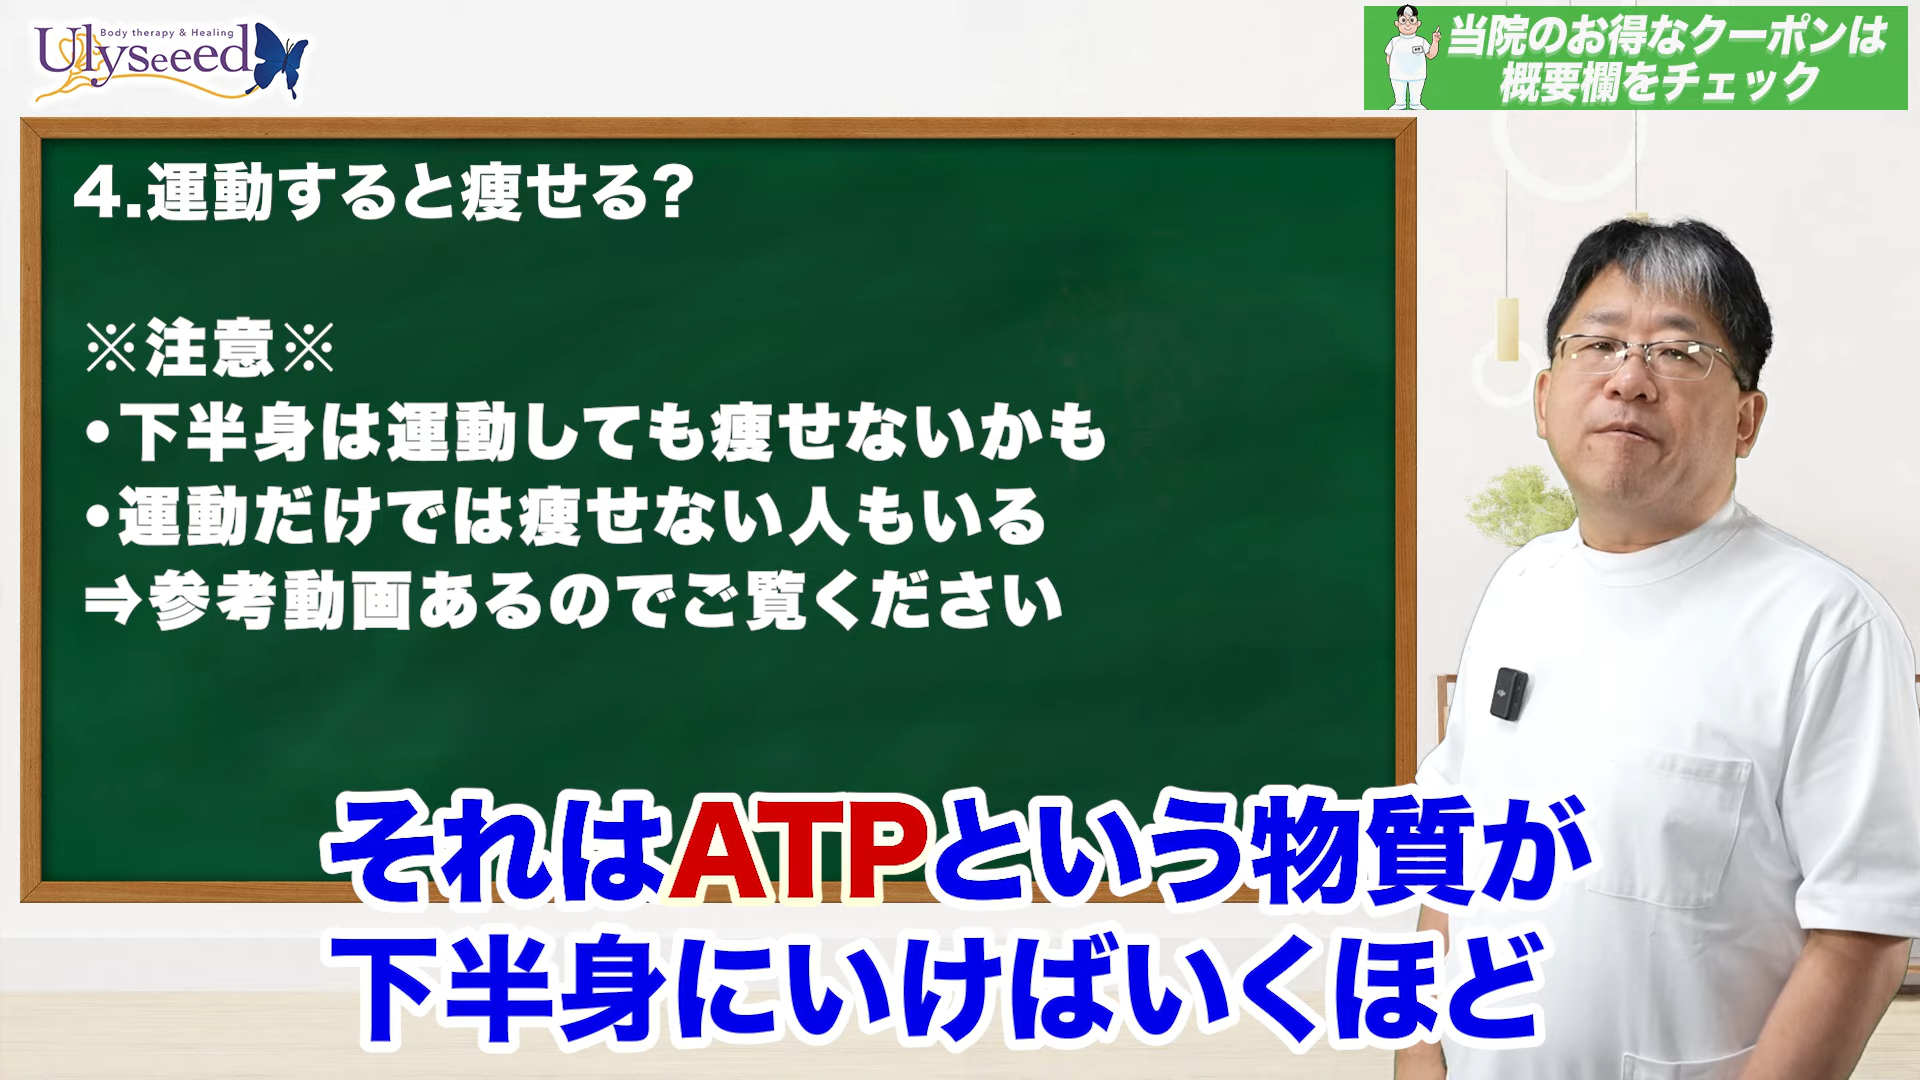 Body therapy & Healing
Ulyseeed
当院のお得なクーポンは
概要欄をチェック
4.運動すると痩せる?
※注意※
•下半身は運動しても痩せないかも
•運動だけでは痩せない人もいる
⇒参考動画あるのでご覧ください
それはATPという物質が
下半身にいけばいくほど